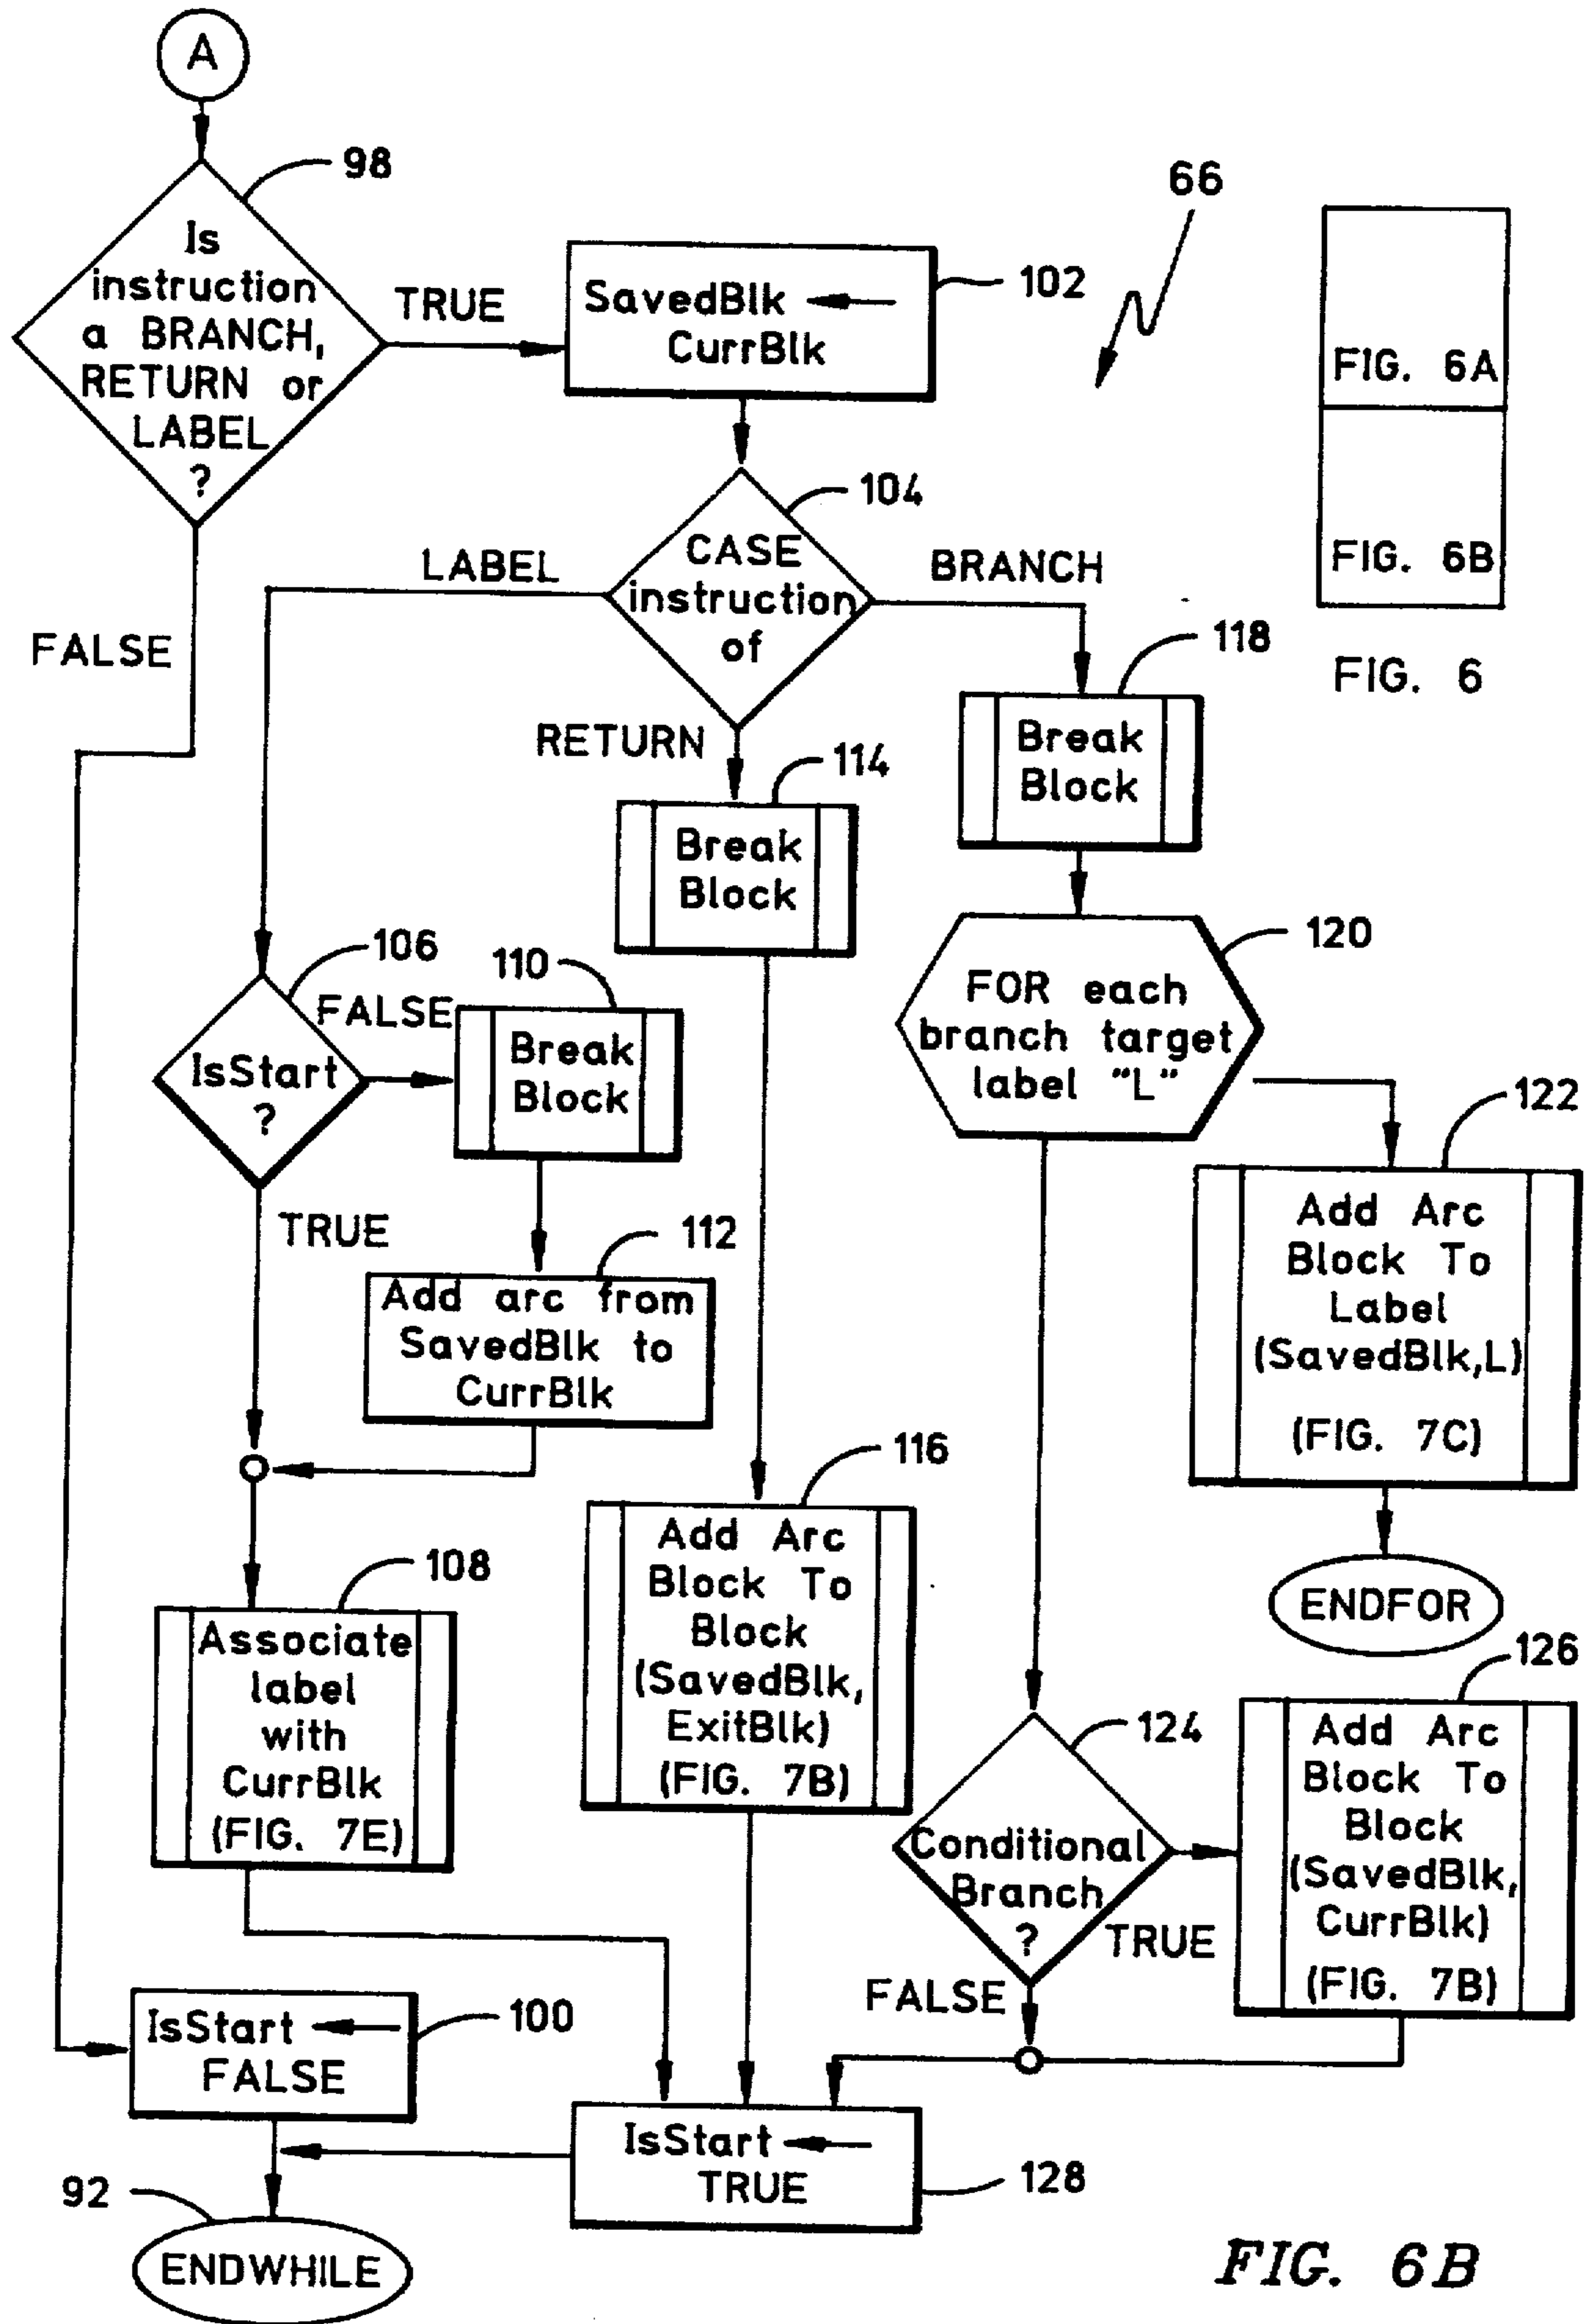 A
98
Is
instruction
a BRANCH,
RETURN or
LABEL
?
TRUE
FALSE
SavedBlk ←
CurrBlk
102
66
FIG. 6A
FIG. 6B
FIG. 6
104
CASE
instruction
of
LABEL
BRANCH
RETURN
114
Break
Block
118
Break
Block
106
IsStart
?
FALSE
TRUE
110
Break
Block
112
Add arc from
SavedBlk to
CurrBlk
120
FOR each
branch target
label "L"
122
Add Arc
Block To
Label
(SavedBlk,L)
(FIG. 7C)
ENDFOR
108
Associate
label
with
CurrBlk
(FIG. 7E)
116
Add Arc
Block To
Block
(SavedBlk,
ExitBlk)
(FIG. 7B)
124
Conditional
Branch
?
TRUE
FALSE
126
Add Arc
Block To
Block
(SavedBlk,
CurrBlk)
(FIG. 7B)
IsStart ←
FALSE
100
IsStart ←
TRUE
128
92
ENDWHILE
FIG. 6B